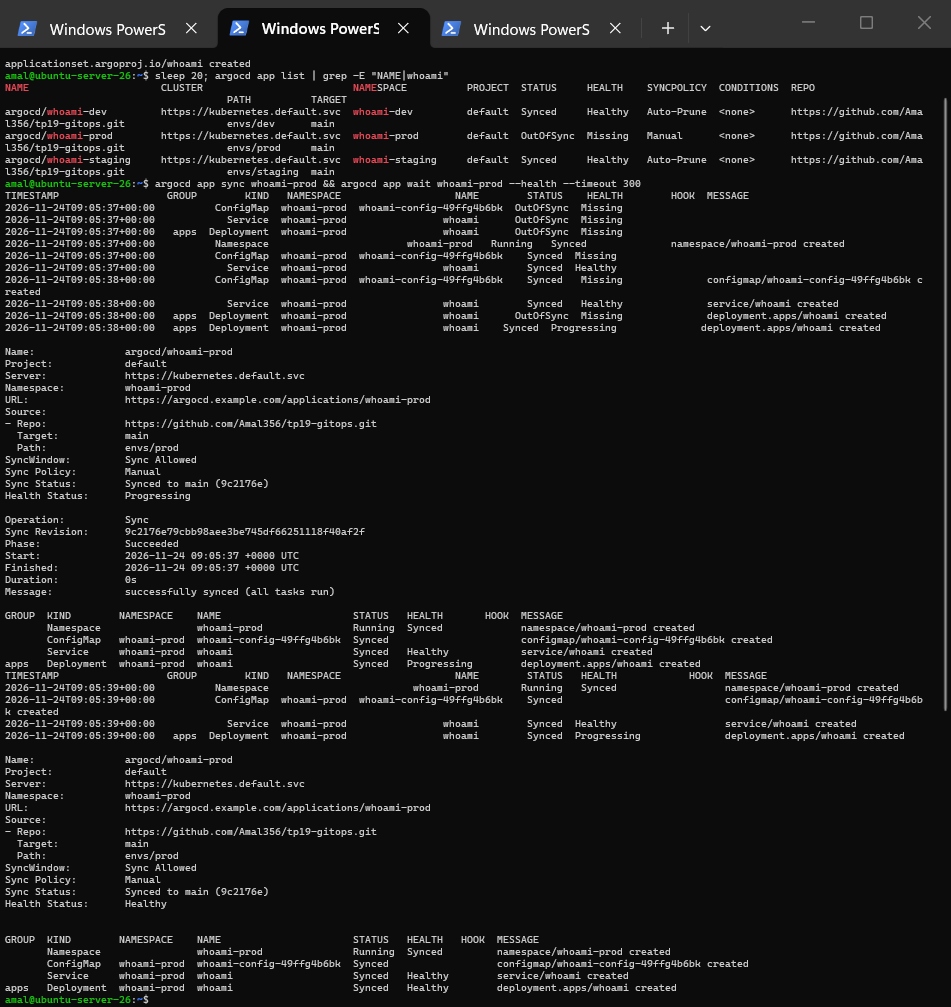 Windows PowerS
Windows PowerS
Windows PowerS
applicationset.argoproj.io/whoami created
amal@ubuntu-server-26:~$ sleep 20; argocd app list | grep -E "NAME|whoami"
NAME                      CLUSTER                         NAMESPACE          PROJECT  STATUS     HEALTH    SYNCPOLICY  CONDITIONS  REPO
                                     PATH          TARGET
argocd/whoami-dev         https://kubernetes.default.svc  whoami-dev         default  Synced     Healthy   Auto-Prune  <none>      https://github.com/Ama
l356/tp19-gitops.git                 envs/dev      main
argocd/whoami-prod        https://kubernetes.default.svc  whoami-prod        default  OutOfSync  Missing   Manual      <none>      https://github.com/Ama
l356/tp19-gitops.git                 envs/prod     main
argocd/whoami-staging     https://kubernetes.default.svc  whoami-staging     default  Synced     Healthy   Auto-Prune  <none>      https://github.com/Ama
l356/tp19-gitops.git                 envs/staging  main
amal@ubuntu-server-26:~$ argocd app sync whoami-prod && argocd app wait whoami-prod --health --timeout 300
TIMESTAMP                  GROUP        KIND   NAMESPACE                   NAME        STATUS    HEALTH        HOOK  MESSAGE
2026-11-24T09:05:37+00:00          ConfigMap  whoami-prod  whoami-config-49ffg4b6bk  OutOfSync  Missing
2026-11-24T09:05:37+00:00            Service  whoami-prod                whoami      OutOfSync  Missing
2026-11-24T09:05:37+00:00   apps  Deployment  whoami-prod                whoami      OutOfSync  Missing
2026-11-24T09:05:37+00:00          Namespace                       whoami-prod   Running   Synced              namespace/whoami-prod created
2026-11-24T09:05:37+00:00          ConfigMap  whoami-prod  whoami-config-49ffg4b6bk    Synced  Missing
2026-11-24T09:05:37+00:00            Service  whoami-prod                whoami        Synced  Healthy
2026-11-24T09:05:38+00:00          ConfigMap  whoami-prod  whoami-config-49ffg4b6bk    Synced   Missing              configmap/whoami-config-49ffg4b6bk c
reated
2026-11-24T09:05:38+00:00            Service  whoami-prod                whoami        Synced   Healthy              service/whoami created
2026-11-24T09:05:38+00:00   apps  Deployment  whoami-prod                whoami      OutOfSync  Missing              deployment.apps/whoami created
2026-11-24T09:05:38+00:00   apps  Deployment  whoami-prod                whoami    Synced  Progressing              deployment.apps/whoami created
Name:               argocd/whoami-prod
Project:            default
Server:             https://kubernetes.default.svc
Namespace:          whoami-prod
URL:                https://argocd.example.com/applications/whoami-prod
Source:
- Repo:             https://github.com/Amal356/tp19-gitops.git
  Target:           main
  Path:             envs/prod
SyncWindow:         Sync Allowed
Sync Policy:        Manual
Sync Status:        Synced to main (9c2176e)
Health Status:      Progressing
Operation:          Sync
Sync Revision:      9c2176e79cbb98aee3be745df66251118f40af2f
Phase:              Succeeded
Start:              2026-11-24 09:05:37 +0000 UTC
Finished:           2026-11-24 09:05:37 +0000 UTC
Duration:           0s
Message:            successfully synced (all tasks run)
GROUP  KIND        NAMESPACE    NAME                      STATUS   HEALTH       HOOK  MESSAGE
       Namespace                whoami-prod               Running  Synced             namespace/whoami-prod created
       ConfigMap   whoami-prod  whoami-config-49ffg4b6bk  Synced                      configmap/whoami-config-49ffg4b6bk created
       Service     whoami-prod  whoami                    Synced   Healthy            service/whoami created
apps   Deployment  whoami-prod  whoami                    Synced   Progressing        deployment.apps/whoami created
TIMESTAMP                  GROUP        KIND   NAMESPACE                   NAME        STATUS   HEALTH            HOOK  MESSAGE
2026-11-24T09:05:39+00:00          Namespace                        whoami-prod       Running   Synced                  namespace/whoami-prod created
2026-11-24T09:05:39+00:00          ConfigMap  whoami-prod  whoami-config-49ffg4b6bk    Synced                           configmap/whoami-config-49ffg4b6b
k created
2026-11-24T09:05:39+00:00            Service  whoami-prod                whoami        Synced  Healthy                  service/whoami created
2026-11-24T09:05:39+00:00   apps  Deployment  whoami-prod                whoami        Synced  Progressing              deployment.apps/whoami created
Name:               argocd/whoami-prod
Project:            default
Server:             https://kubernetes.default.svc
Namespace:          whoami-prod
URL:                https://argocd.example.com/applications/whoami-prod
Source:
- Repo:             https://github.com/Amal356/tp19-gitops.git
  Target:           main
  Path:             envs/prod
SyncWindow:         Sync Allowed
Sync Policy:        Manual
Sync Status:        Synced to main (9c2176e)
Health Status:      Healthy
GROUP  KIND        NAMESPACE    NAME                      STATUS   HEALTH   HOOK  MESSAGE
       Namespace                whoami-prod               Running  Synced         namespace/whoami-prod created
       ConfigMap   whoami-prod  whoami-config-49ffg4b6bk  Synced                  configmap/whoami-config-49ffg4b6bk created
       Service     whoami-prod  whoami                    Synced   Healthy        service/whoami created
apps   Deployment  whoami-prod  whoami                    Synced   Healthy        deployment.apps/whoami created
amal@ubuntu-server-26:~$